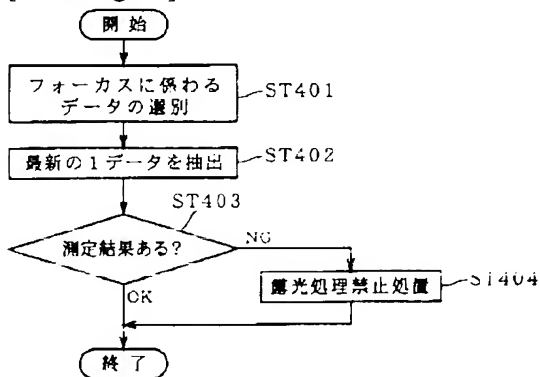 開始
フォーカスに係わる
データの選別
ST401
最新の1データを抽出
ST402
ST403
測定結果ある?
NG
OK
露光処理禁止処置
ST404
終了